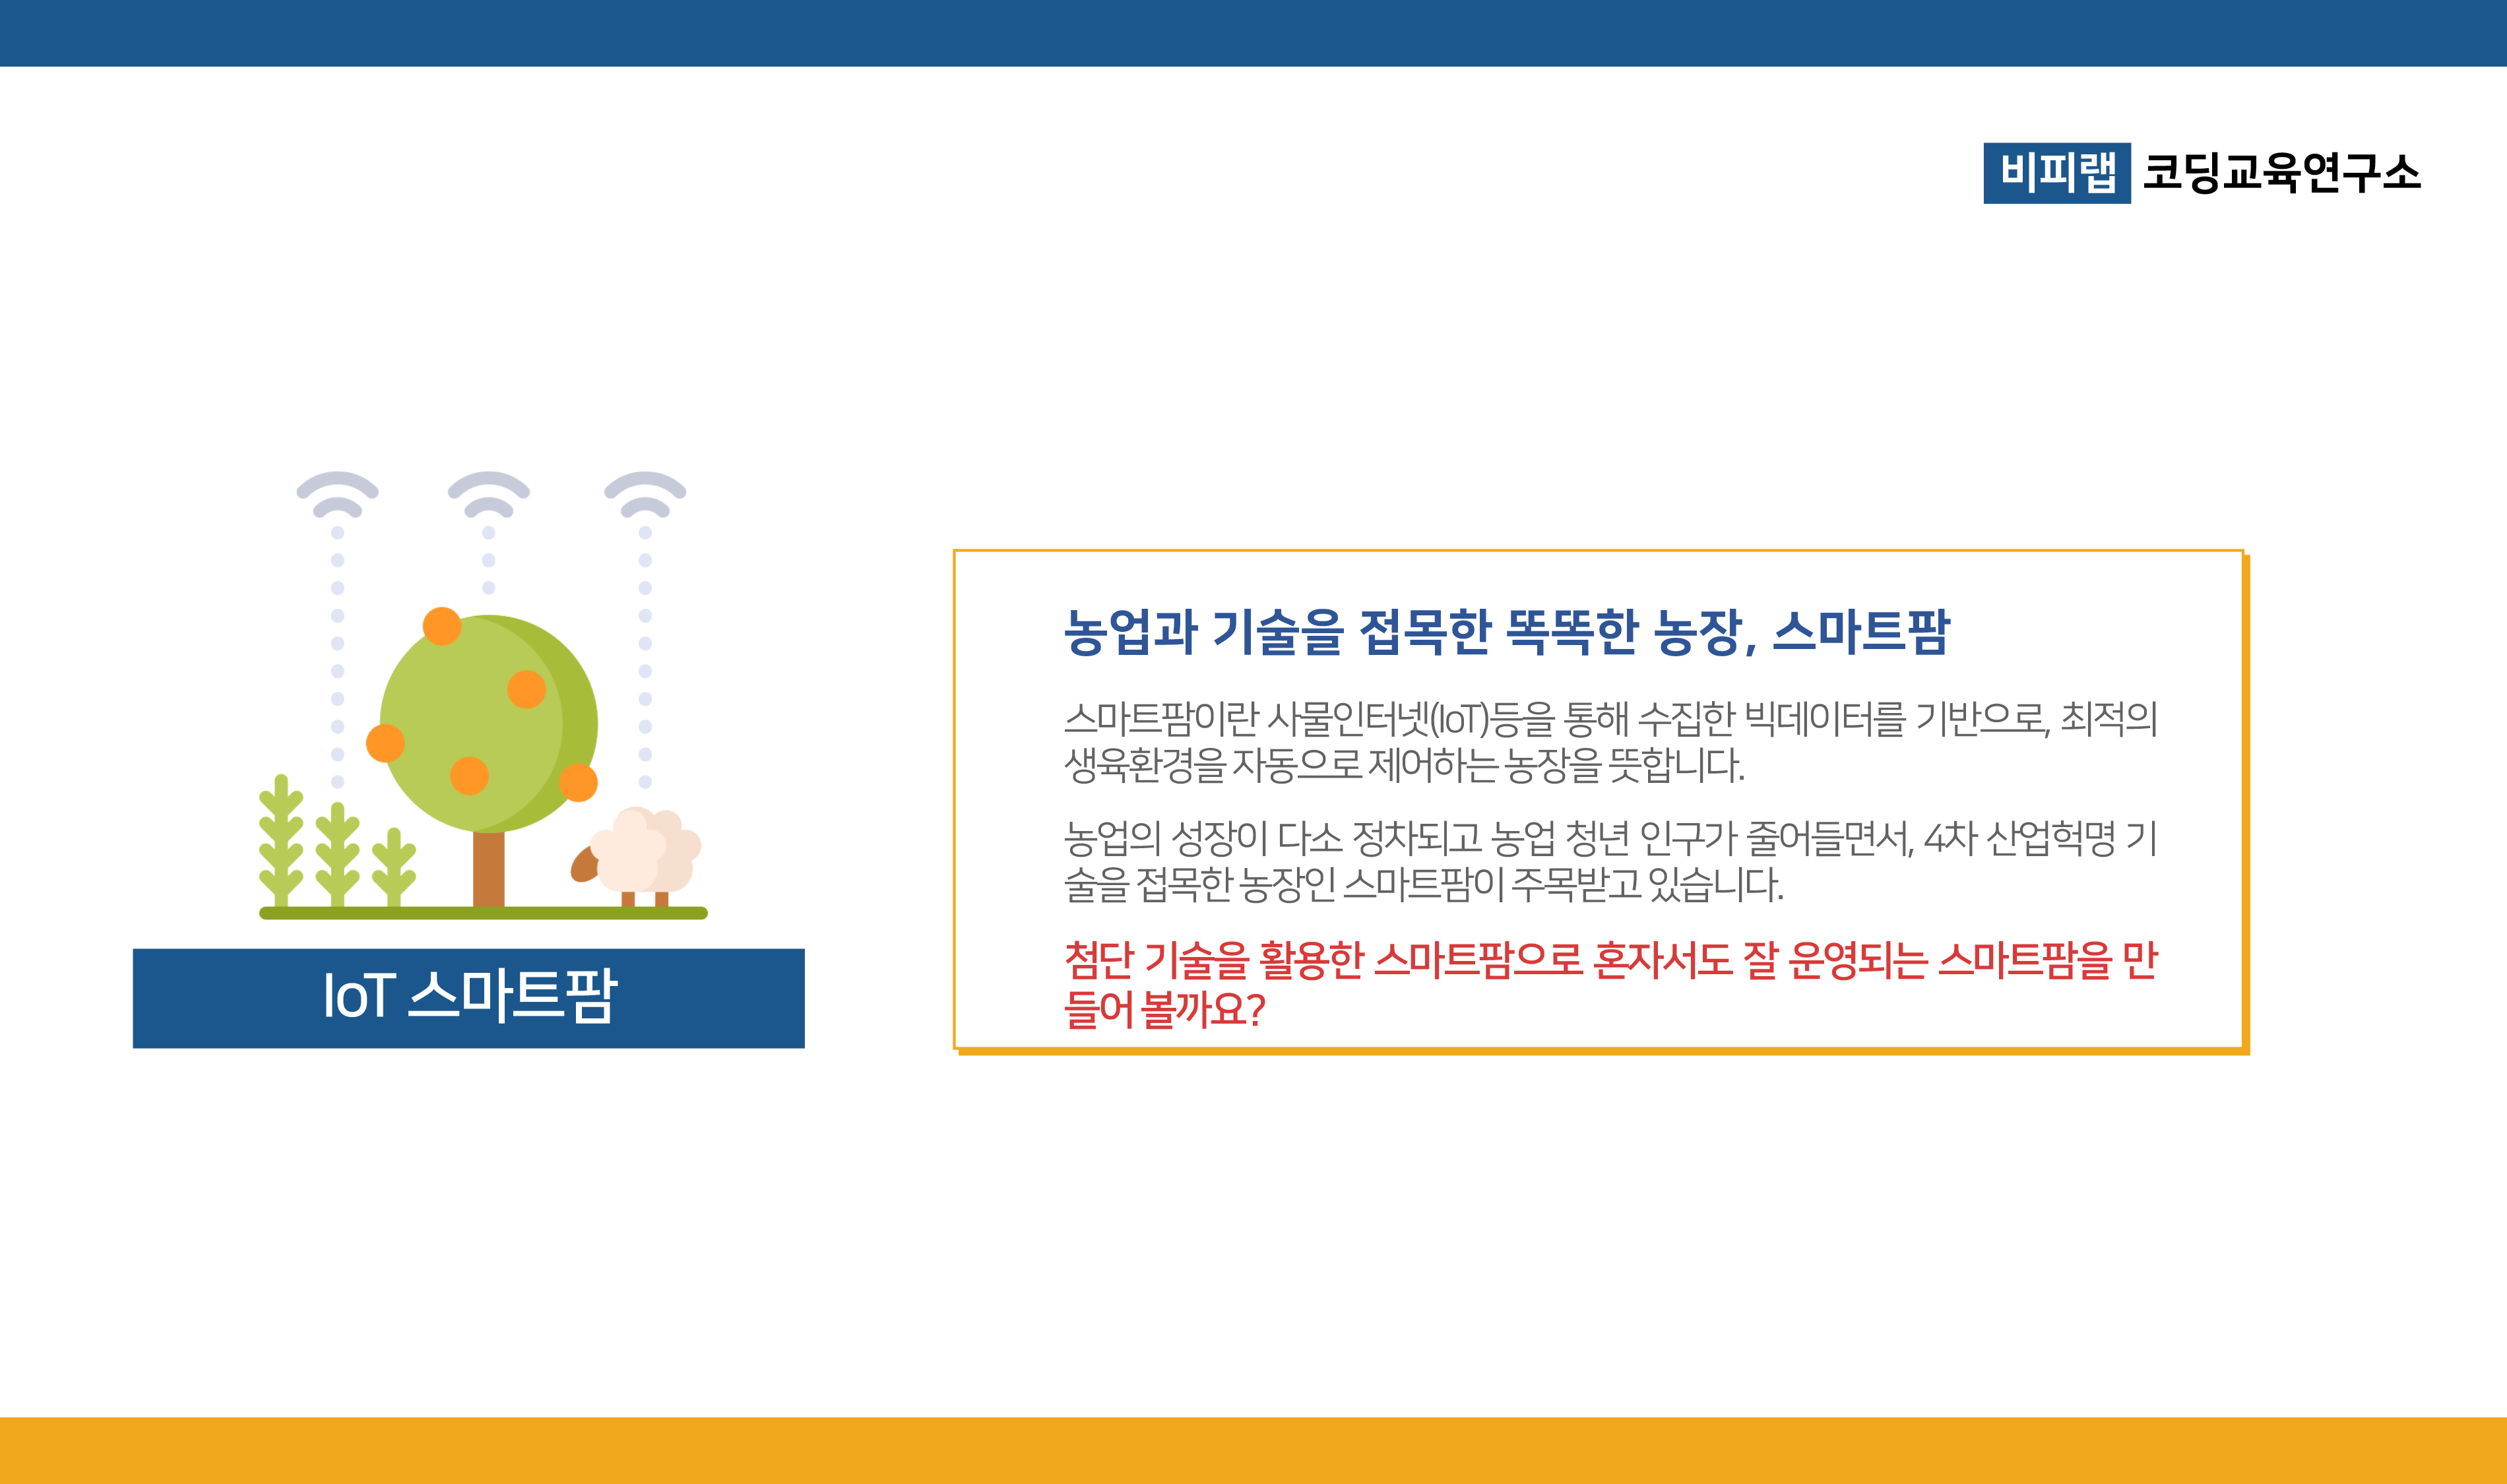 비피랩 코딩교육연구소
농업과 기술을 접목한 똑똑한 농장, 스마트팜
스마트팜이란 사물인터넷(IoT)등을 통해 수집한 빅데이터를 기반으로, 최적의
생육환경을 자동으로 제어하는 농장을 뜻합니다.
농업의 성장이 다소 정차되고 농업 청년 인구가 줄어들면서, 4차 산업혁명 기
술을 접목한 농장인 스마트팜이 주목받고 있습니다.
첨단 기술을 활용한 스마트팜으로 혼자서도 잘 운영되는 스마트팜을 만
들어 볼까요?
IoT 스마트팜